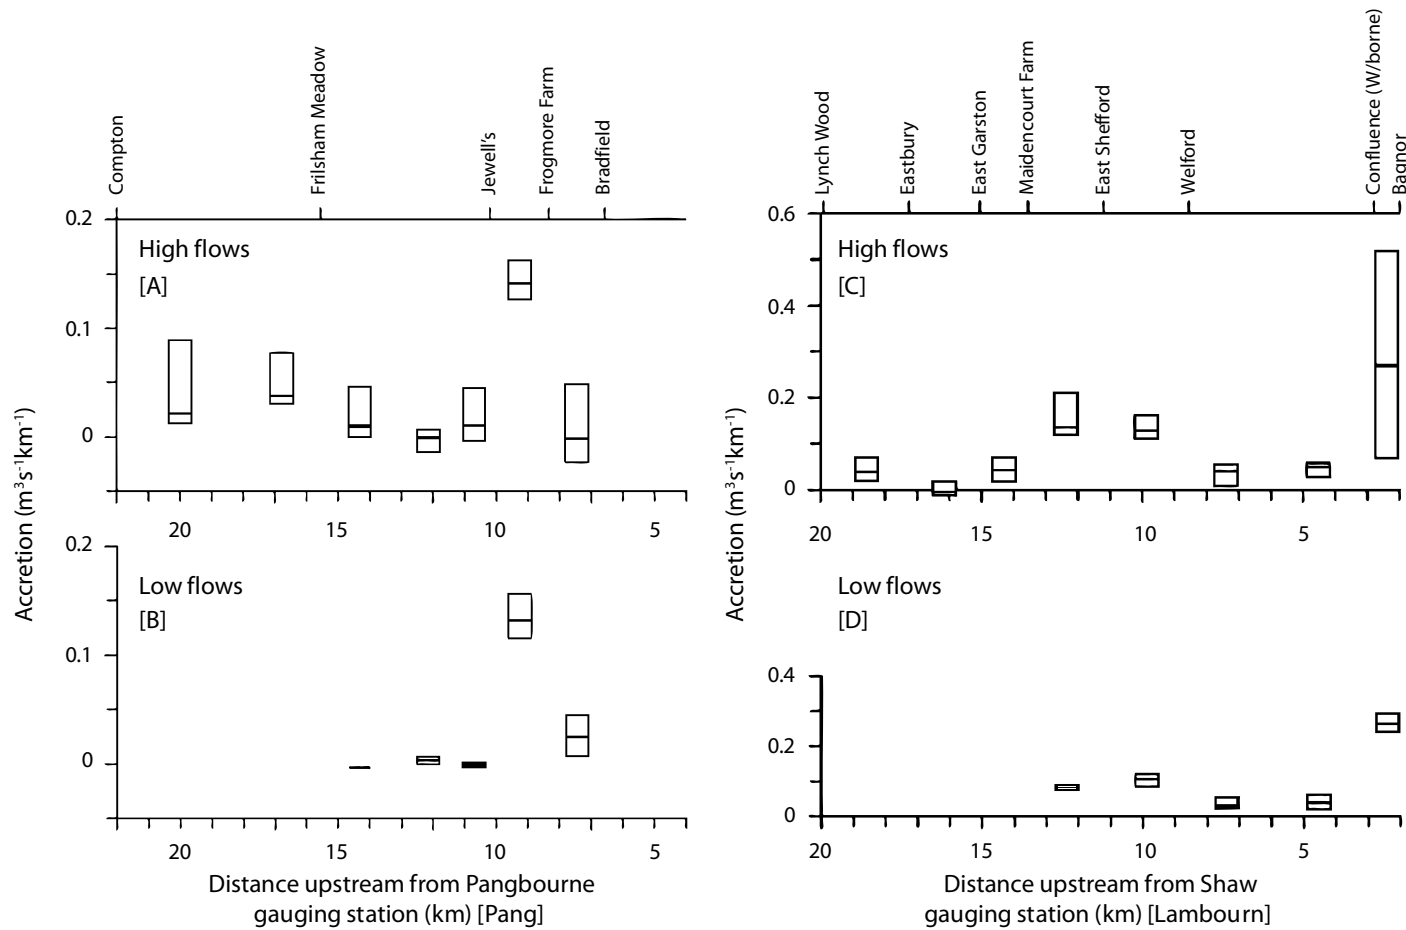 Compton
Frilsham Meadow
Jewell's
Frogmore Farm
Bradfield
0.2
High flows
[A]
0.1
0
20
15
10
5
0.2
Low flows
[B]
0.1
0
20
15
10
5
Accretion (m³s⁻¹km⁻¹)
Distance upstream from Pangbourne
gauging station (km) [Pang]
Lynch Wood
Eastbury
East Garston
Maidencourt Farm
East Shefford
Welford
Confluence (W/borne)
Bagnor
0.6
High flows
[C]
0.4
0.2
0
20
15
10
5
Low flows
[D]
0.4
0.2
0
20
15
10
5
Accretion (m³s⁻¹km⁻¹)
Distance upstream from Shaw
gauging station (km) [Lambourn]